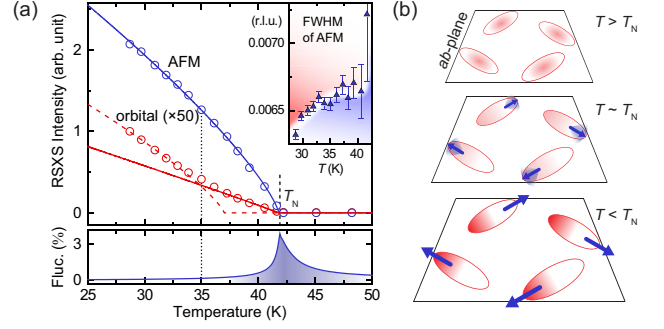 (a)
RSXS Intensity (arb. unit)
2
1
0
AFM
orbital (×50)
T_N
(r.l.u.)
0.0070
0.0065
FWHM
of AFM
30 35 40
T (K)
Fluc. (%)
3
0
25 30 35 40 45 50
Temperature (K)
(b)
ab-plane
T > T_N
T ~ T_N
T < T_N